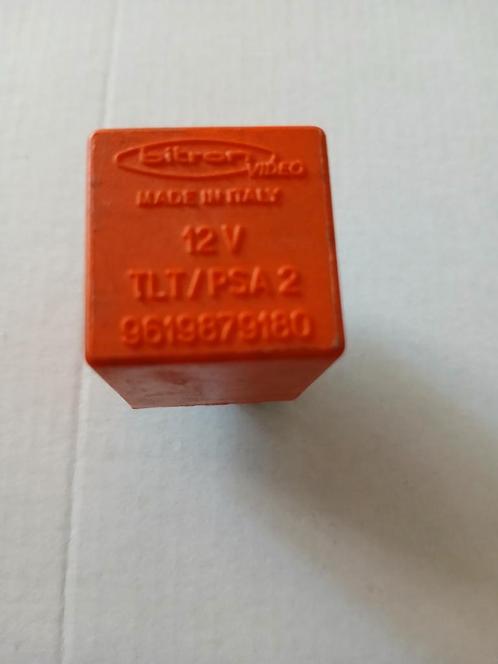 bitron VIDEO
MADE IN ITALY
12 V
TLT/PSA 2
9619879180